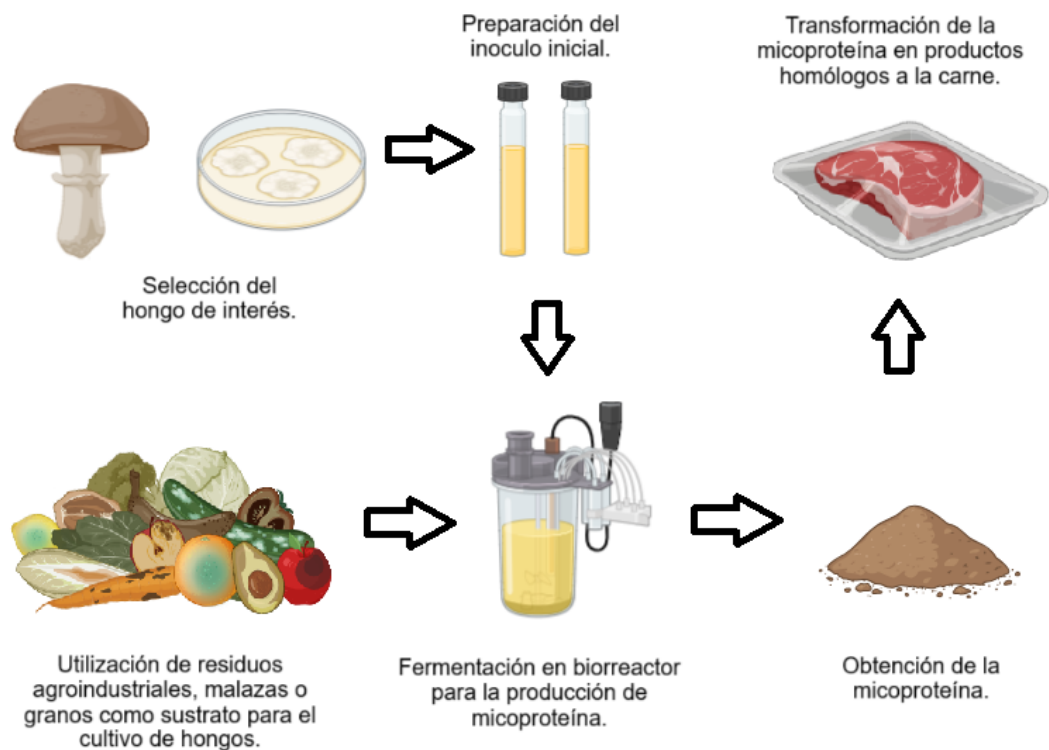 Preparación del
inoculo inicial.
Transformación de la
micoproteína en productos
homólogos a la carne.
Selección del
hongo de interés.
Utilización de residuos
agroindustriales, malazas o
granos como sustrato para el
cultivo de hongos.
Fermentación en biorreactor
para la producción de
micoproteína.
Obtención de la
micoproteína.